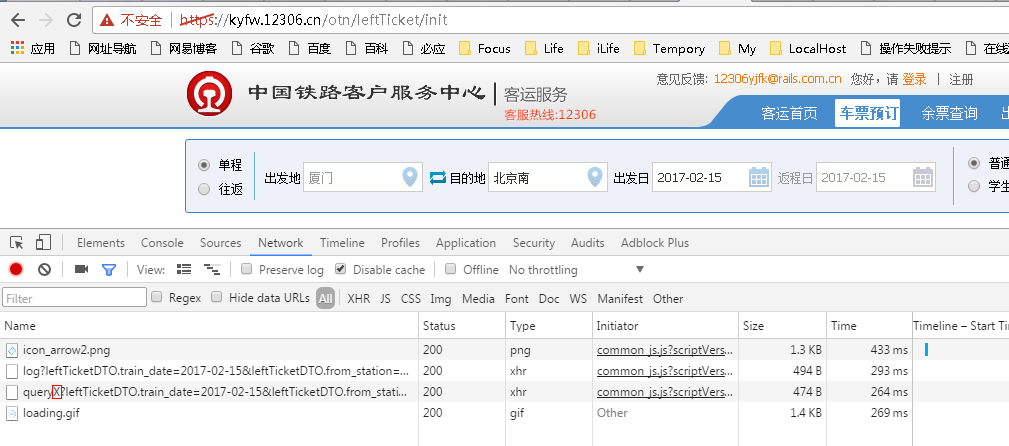 不安全 https://kyfw.12306.cn/otn/leftTicket/init
应用 网址导航 网易博客 谷歌 百度 百科 必应 Focus Life iLife Tempory My LocalHost 操作失败提示 在线
意见反馈: 12306yjfk@rails.com.cn 您好，请 登录 | 注册
中国铁路客户服务中心 | 客运服务
客服热线:12306
客运首页 车票预订 余票查询
单程
往返
出发地 厦门 目的地 北京南 出发日 2017-02-15 返程日 2017-02-15
普通
学生
Elements Console Sources Network Timeline Profiles Application Security Audits Adblock Plus
View: Preserve log Disable cache Offline No throttling
Filter Regex Hide data URLs All XHR JS CSS Img Media Font Doc WS Manifest Other
Name Status Type Initiator Size Time Timeline – Start Tim
icon_arrow2.png 200 png common_js.js?scriptVers... 1.3 KB 433 ms
log?leftTicketDTO.train_date=2017-02-15&leftTicketDTO.from_station=... 200 xhr common_js.js?scriptVers... 494 B 293 ms
queryX?leftTicketDTO.train_date=2017-02-15&leftTicketDTO.from_stati... 200 xhr common_js.js?scriptVers... 474 B 264 ms
loading.gif 200 gif Other 1.4 KB 269 ms